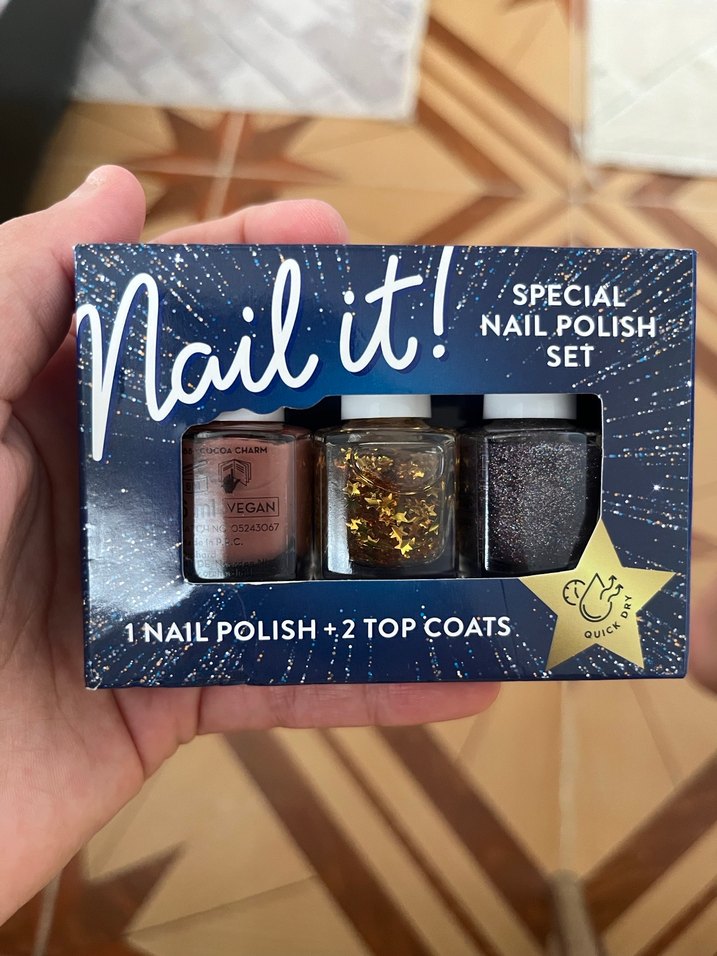 Nail it!
SPECIAL
NAIL POLISH
SET
COCOA CHARM
VEGAN
05243067
P.R.C.
1 NAIL POLISH + 2 TOP COATS
QUICK DRY